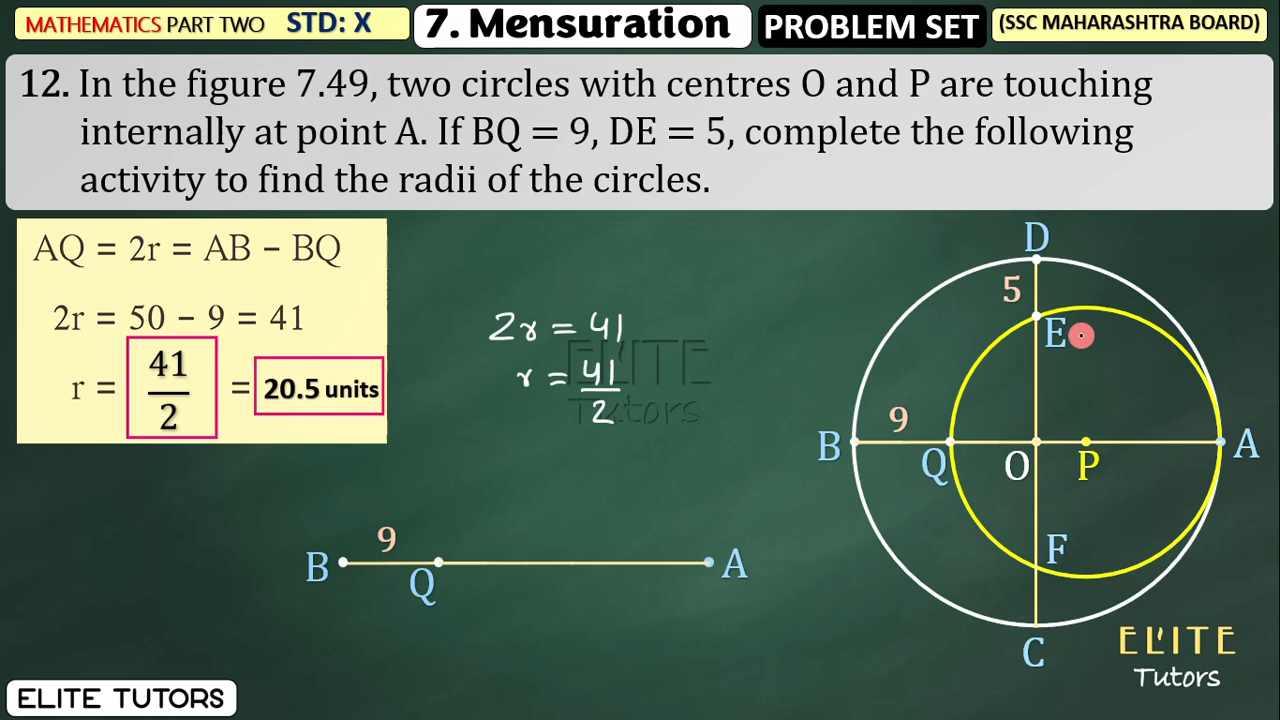 MATHEMATICS PART TWO STD: X
7. Mensuration
PROBLEM SET
(SSC MAHARASHTRA BOARD)
12. In the figure 7.49, two circles with centres O and P are touching
internally at point A. If BQ = 9, DE = 5, complete the following
activity to find the radii of the circles.
AQ = 2r = AB − BQ
2r = 50 − 9 = 41
r = 41/2 = 20.5 units
2r = 41
r = 41/2
ELITE
Tutors
B 9 Q A
D
5
E
B 9 Q O P A
F
C
ELITE
Tutors
ELITE TUTORS